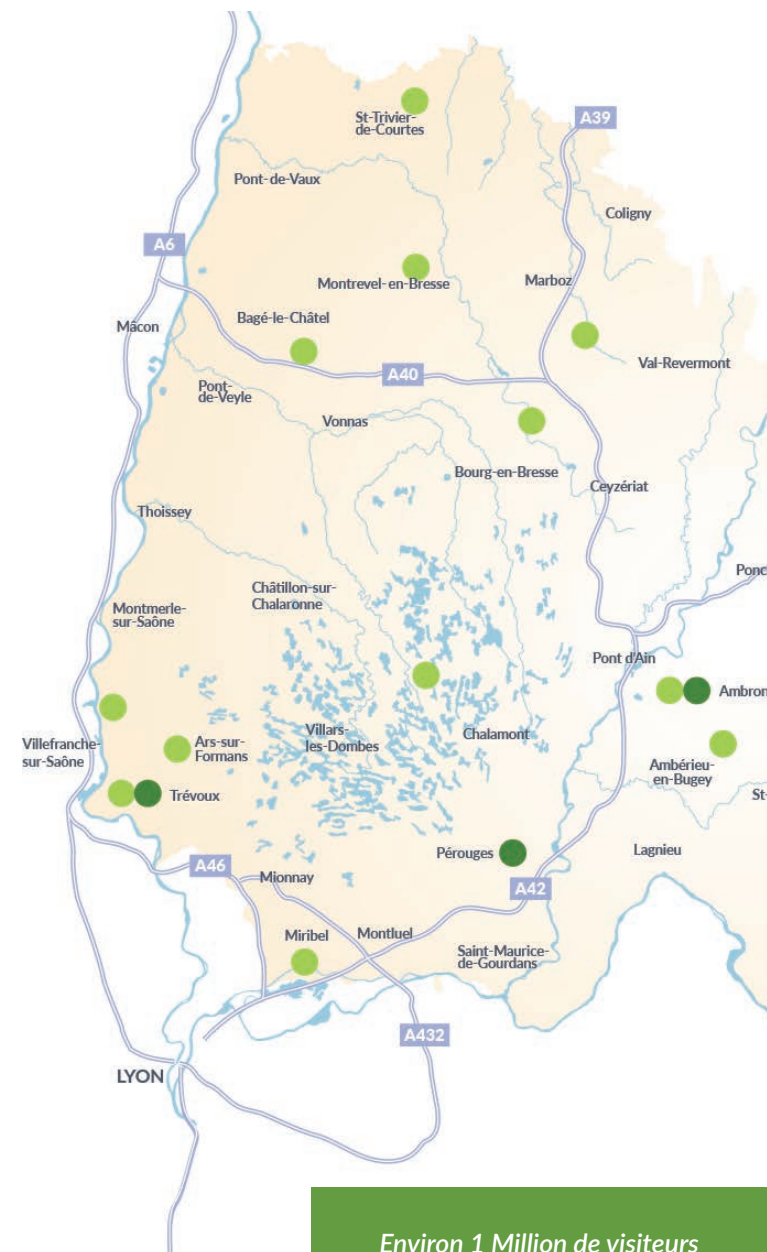 St-Trivier-
de-Courtes
A39
Pont-de-Vaux
Coligny
A6
Montrevel-en-Bresse
Marboz
Bagé-le-Châtel
Mâcon
Val-Revermont
A40
Pont-
de-Veyle
Vonnas
Bourg-en-Bresse
Ceyzériat
Thoissey
Ponc
Châtillon-sur-
Chalaronne
Montmerle-
sur-Saône
Pont d'Ain
Ambron
Villefranche-
sur-Saône
Ars-sur-
Formans
Villars-
les-Dombes
Chalamont
Ambérieu-
en-Bugey
Trévoux
St-
Pérouges
Lagnieu
A46
Mionnay
A42
Miribel
Montluel
Saint-Maurice-
de-Gourdans
A432
LYON
Environ 1 Million de visiteurs